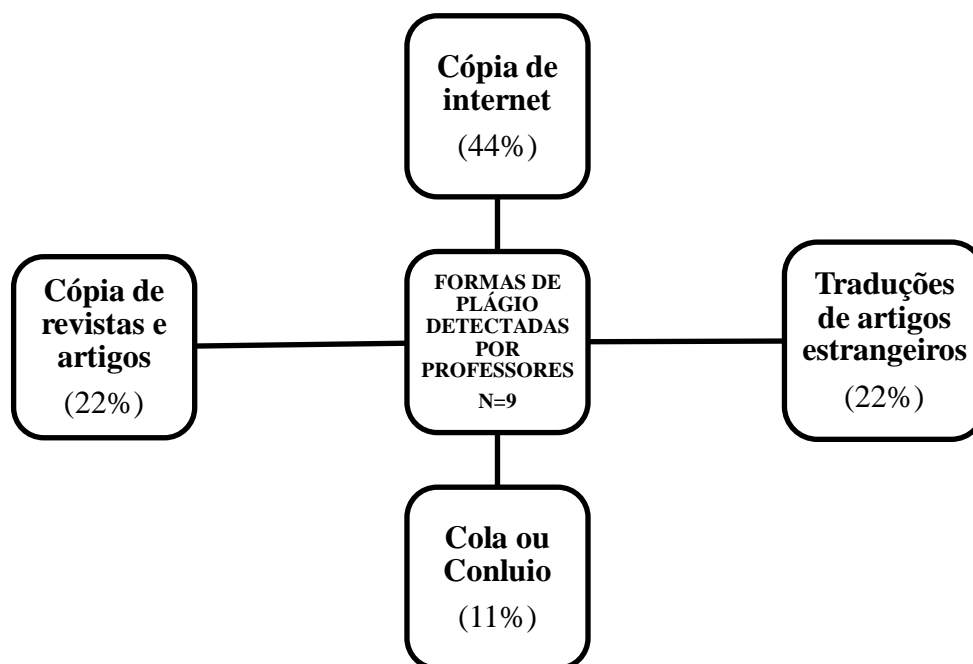 Cópia de
internet
(44%)
Cópia de
revistas e
artigos
(22%)
FORMAS DE
PLÁGIO
DETECTADAS
POR
PROFESSORES
N=9
Traduções
de artigos
estrangeiros
(22%)
Cola ou
Conluio
(11%)